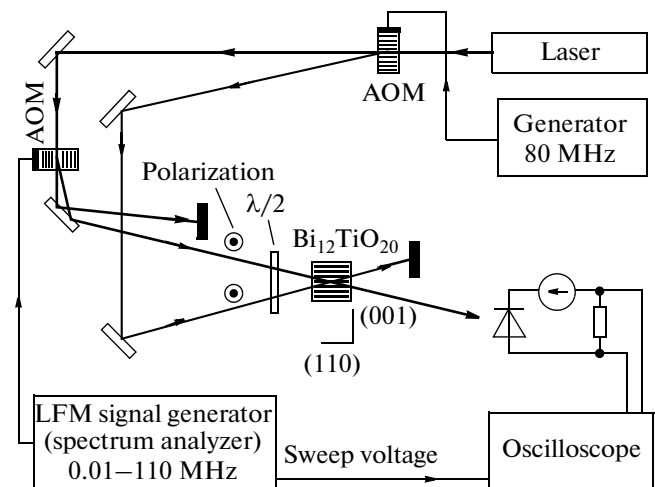 Laser
AOM
AOM
Generator
80 MHz
Polarization
λ/2
Bi₁₂TiO₂₀
(001)
(110)
LFM signal generator
(spectrum analyzer)
0.01–110 MHz
Sweep voltage
Oscilloscope